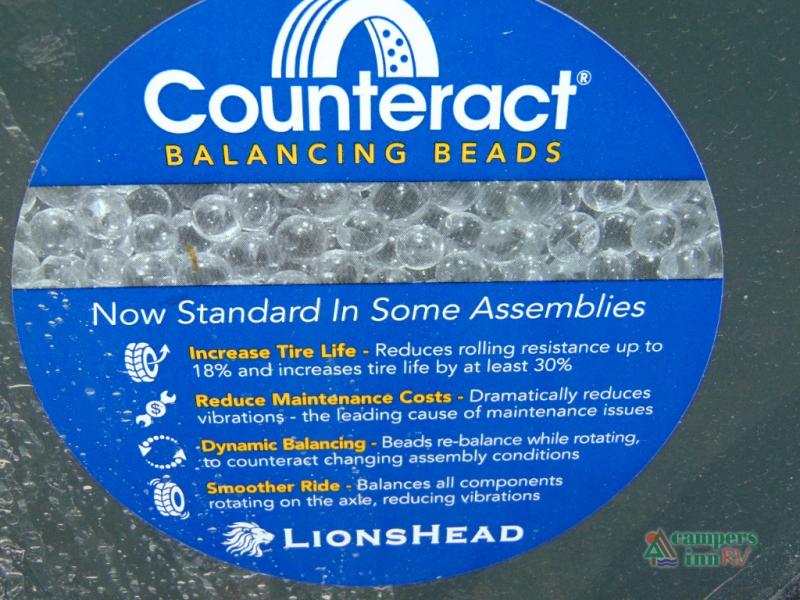 Counteract®
BALANCING BEADS
Now Standard In Some Assemblies
Increase Tire Life - Reduces rolling resistance up to
18% and increases tire life by at least 30%
$
Reduce Maintenance Costs - Dramatically reduces
vibrations - the leading cause of maintenance issues
Dynamic Balancing - Beads re-balance while rotating,
to counteract changing assembly conditions
Smoother Ride - Balances all components
rotating on the axle, reducing vibrations
LIONSHEAD
campers
inn RV